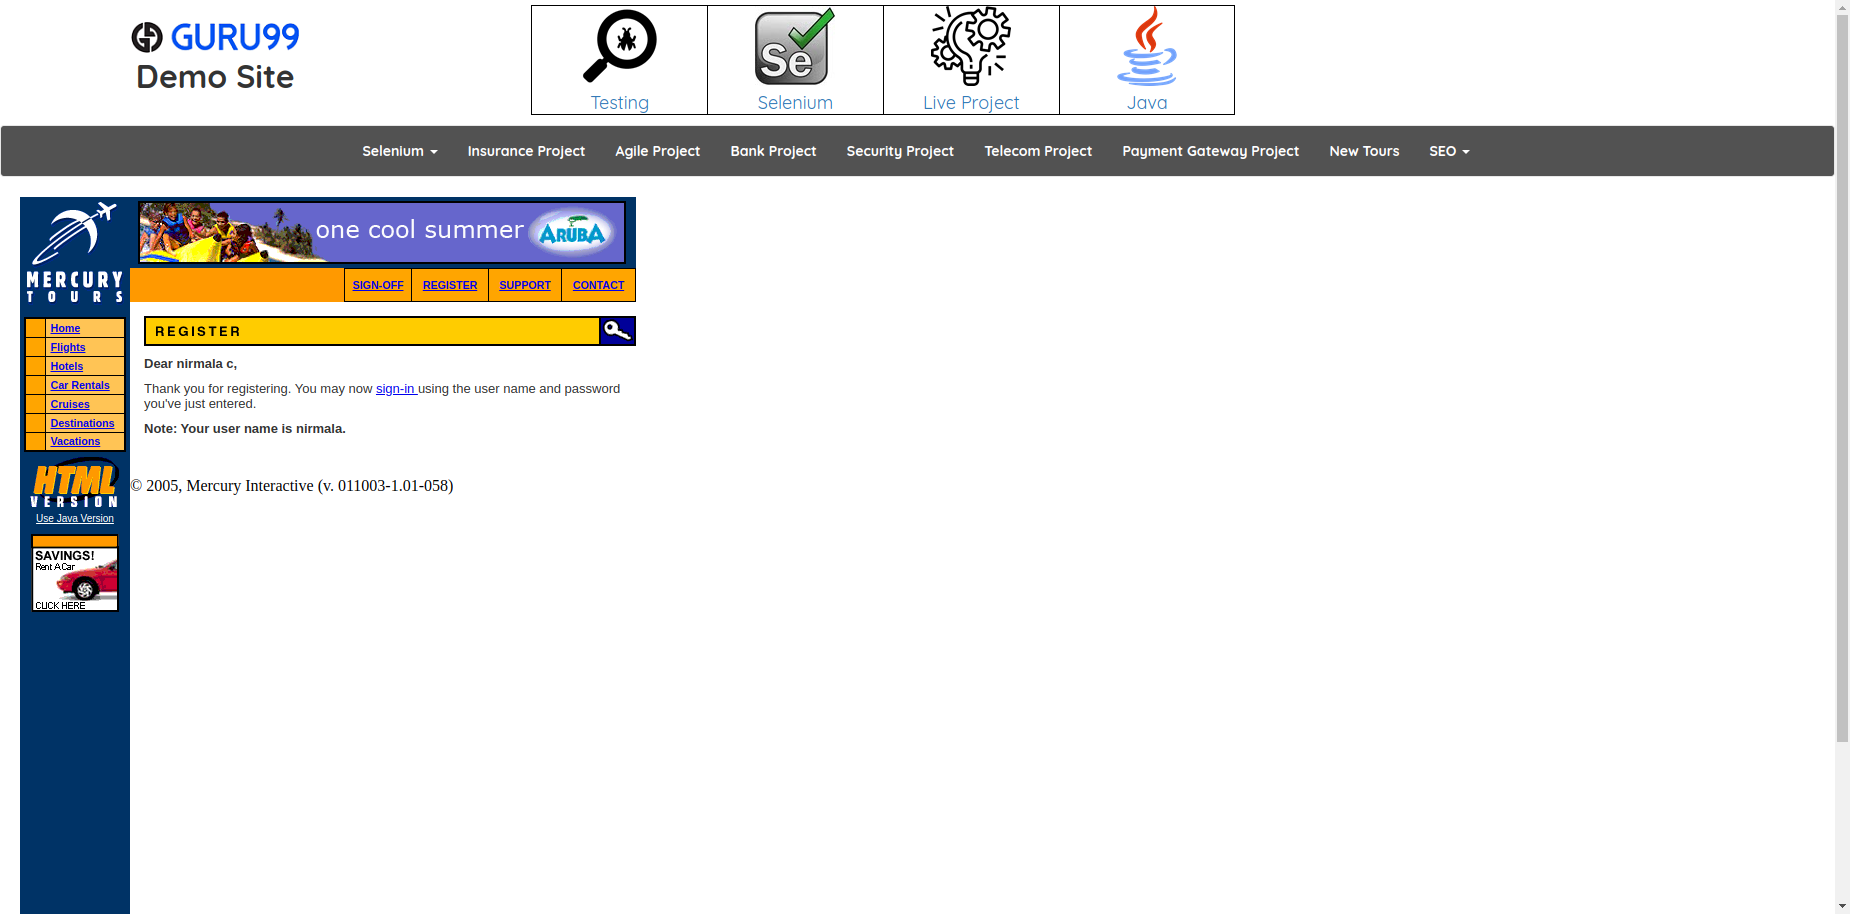 GURU99
Demo Site
Se
Testing
Selenium
Live Project
Java
Selenium
Insurance Project
Agile Project
Bank Project
Security Project
Telecom Project
Payment Gateway Project
New Tours
SEO
MERCURY
TOURS
one cool summer
ARUBA
SIGN-OFF
REGISTER
SUPPORT
CONTACT
Home
Flights
Hotels
Car Rentals
Cruises
Destinations
Vacations
HTML
VERSION
Use Java Version
SAVINGS!
Rent A Car
CLICK HERE
REGISTER
Dear nirmala c,
Thank you for registering. You may now sign-in using the user name and password
you've just entered.
Note: Your user name is nirmala.
© 2005, Mercury Interactive (v. 011003-1.01-058)